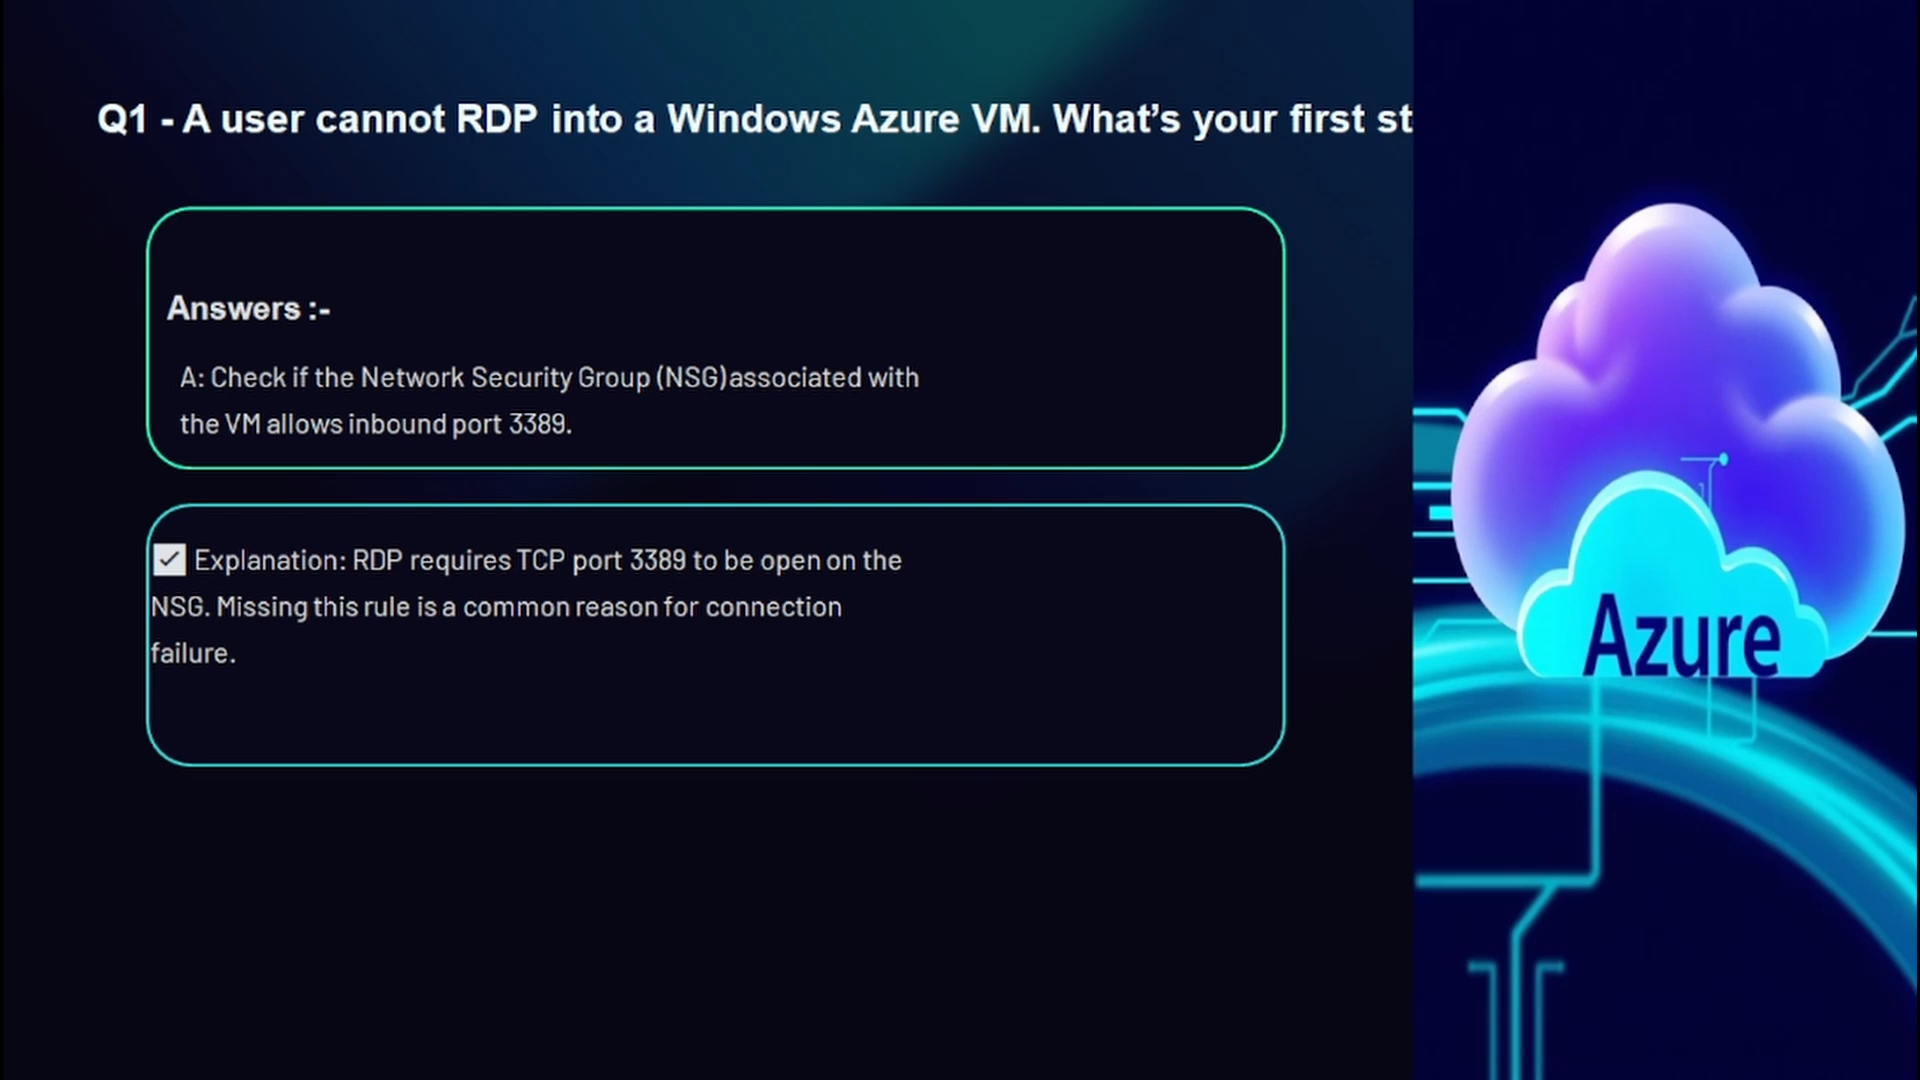 Q1 - A user cannot RDP into a Windows Azure VM. What’s your first st
Answers :-
A: Check if the Network Security Group (NSG)associated with
the VM allows inbound port 3389.
☑ Explanation: RDP requires TCP port 3389 to be open on the
NSG. Missing this rule is a common reason for connection
failure.
Azure